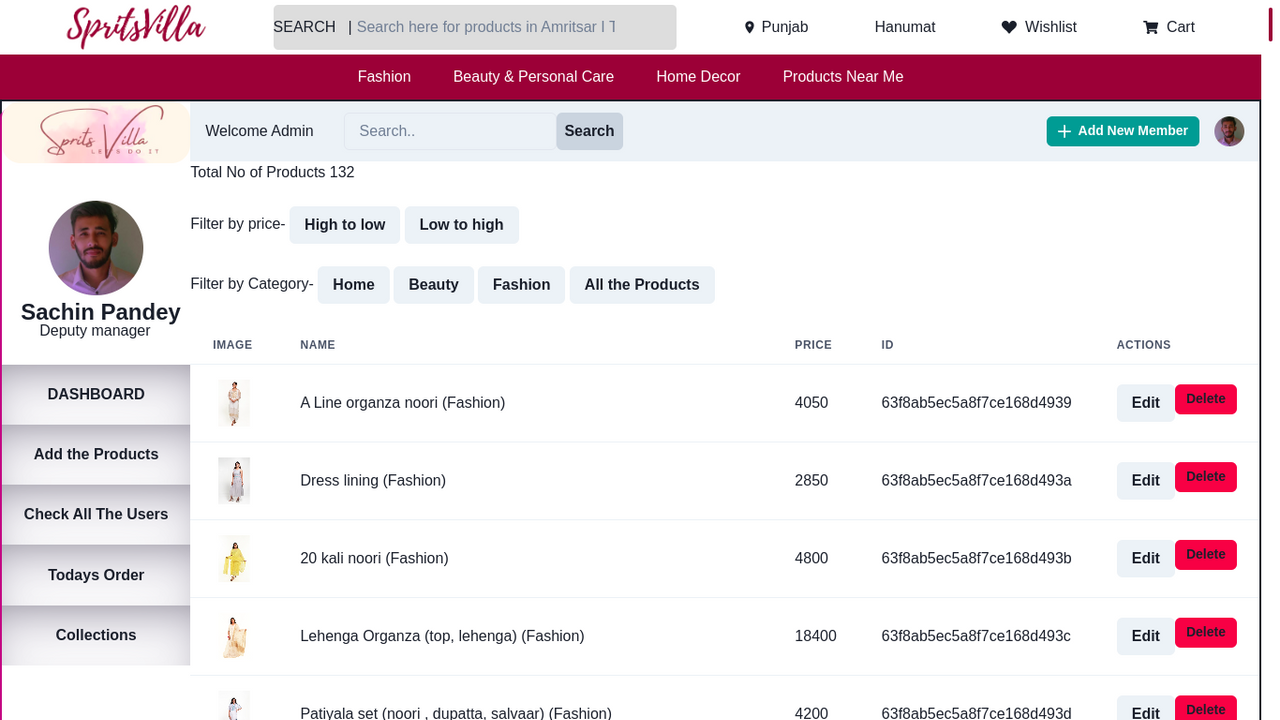 SpritsVilla
SEARCH | Search here for products in Amritsar I T
Punjab
Hanumat
Wishlist
Cart
Fashion
Beauty & Personal Care
Home Decor
Products Near Me
Sprits Villa
LETS DO IT
Welcome Admin
Search..
Search
Add New Member
Total No of Products 132
Filter by price- High to low Low to high
Filter by Category- Home Beauty Fashion All the Products
Sachin Pandey
Deputy manager
DASHBOARD
Add the Products
Check All The Users
Todays Order
Collections
IMAGE NAME PRICE ID ACTIONS
A Line organza noori (Fashion) 4050 63f8ab5ec5a8f7ce168d4939 Edit Delete
Dress lining (Fashion) 2850 63f8ab5ec5a8f7ce168d493a Edit Delete
20 kali noori (Fashion) 4800 63f8ab5ec5a8f7ce168d493b Edit Delete
Lehenga Organza (top, lehenga) (Fashion) 18400 63f8ab5ec5a8f7ce168d493c Edit Delete
Patiyala set (noori , dupatta, salvaar) (Fashion) 4200 63f8ab5ec5a8f7ce168d493d Edit Delete